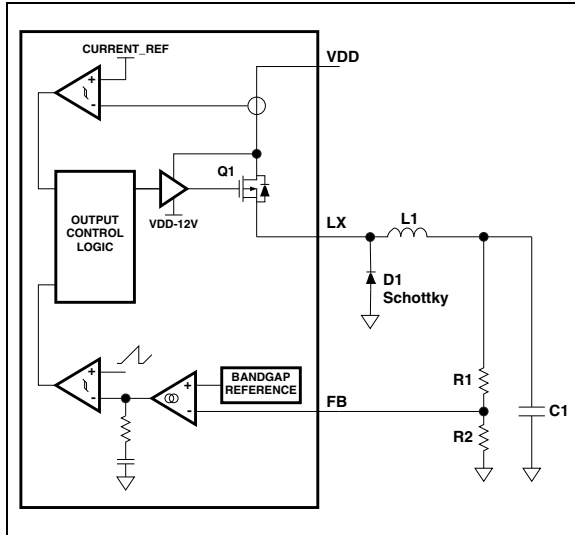 CURRENT_REF
VDD
+
-
Q1
OUTPUT
CONTROL
LOGIC
VDD-12V
LX
L1
D1
Schottky
+
-
+
-
BANDGAP
REFERENCE
FB
R1
R2
C1